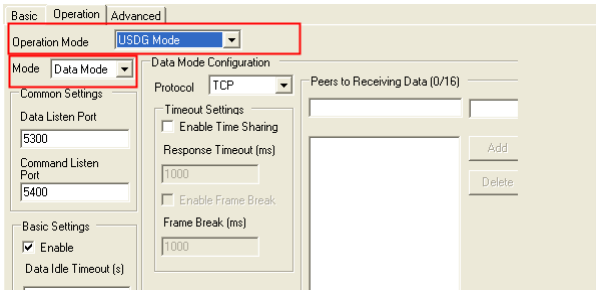 Basic Operation Advanced
Operation Mode USDG Mode
Mode Data Mode
Common Settings
Data Listen Port
5300
Command Listen
Port
5400
Basic Settings
Enable
Data Idle Timeout (s)
Data Mode Configuration
Protocol TCP
Timeout Settings
Enable Time Sharing
Response Timeout (ms)
1000
Enable Frame Break
Frame Break (ms)
1000
Peers to Receiving Data (0/16)
Add
Delete